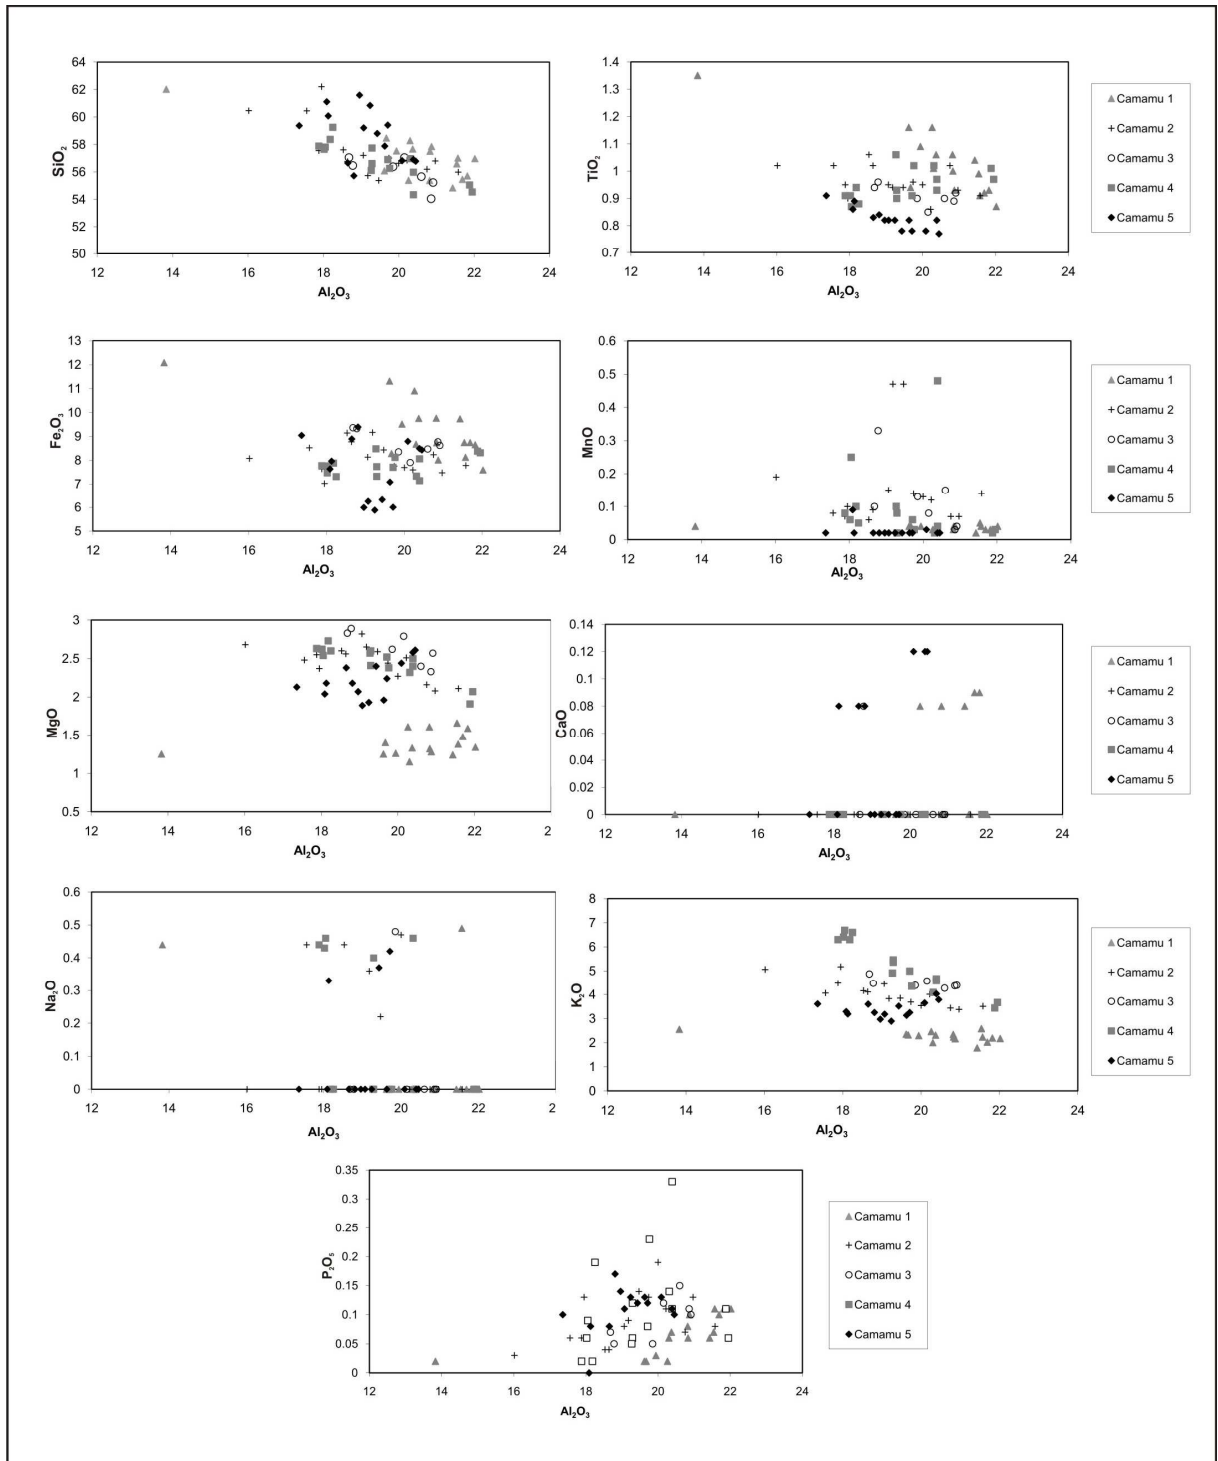 SiO₂
64
62
60
58
56
54
52
50
12 14 16 18 20 22 24
Al₂O₃
TiO₂
1.4
1.3
1.2
1.1
1
0.9
0.8
0.7
12 14 16 18 20 22 24
Al₂O₃
Camamu 1
Camamu 2
Camamu 3
Camamu 4
Camamu 5
Fe₂O₃
13
12
11
10
9
8
7
6
5
12 14 16 18 20 22 24
Al₂O₃
MnO
0.6
0.5
0.4
0.3
0.2
0.1
0
12 14 16 18 20 22 24
Al₂O₃
Camamu 1
Camamu 2
Camamu 3
Camamu 4
Camamu 5
MgO
3
2.5
2
1.5
1
0.5
12 14 16 18 20 22 2
Al₂O₃
CaO
0.14
0.12
0.1
0.08
0.06
0.04
0.02
0
12 14 16 18 20 22 24
Al₂O₃
Camamu 1
Camamu 2
Camamu 3
Camamu 4
Camamu 5
Na₂O
0.6
0.5
0.4
0.3
0.2
0.1
0
12 14 16 18 20 22 2
Al₂O₃
K₂O
8
7
6
5
4
3
2
1
0
12 14 16 18 20 22 24
Al₂O₃
Camamu 1
Camamu 2
Camamu 3
Camamu 4
Camamu 5
P₂O₅
0.35
0.3
0.25
0.2
0.15
0.1
0.05
0
12 14 16 18 20 22 24
Al₂O₃
Camamu 1
Camamu 2
Camamu 3
Camamu 4
Camamu 5